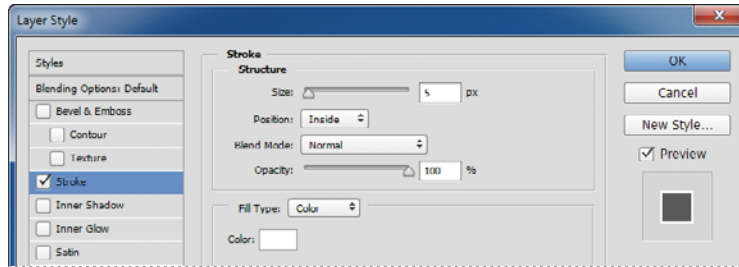 Layer Style
Styles
Blending Options: Default
Bevel & Emboss
Contour
Texture
Stroke
Inner Shadow
Inner Glow
Satin
Stroke
Structure
Size: 5 px
Position: Inside
Blend Mode: Normal
Opacity: 100 %
Fill Type: Color
Color:
OK
Cancel
New Style...
Preview